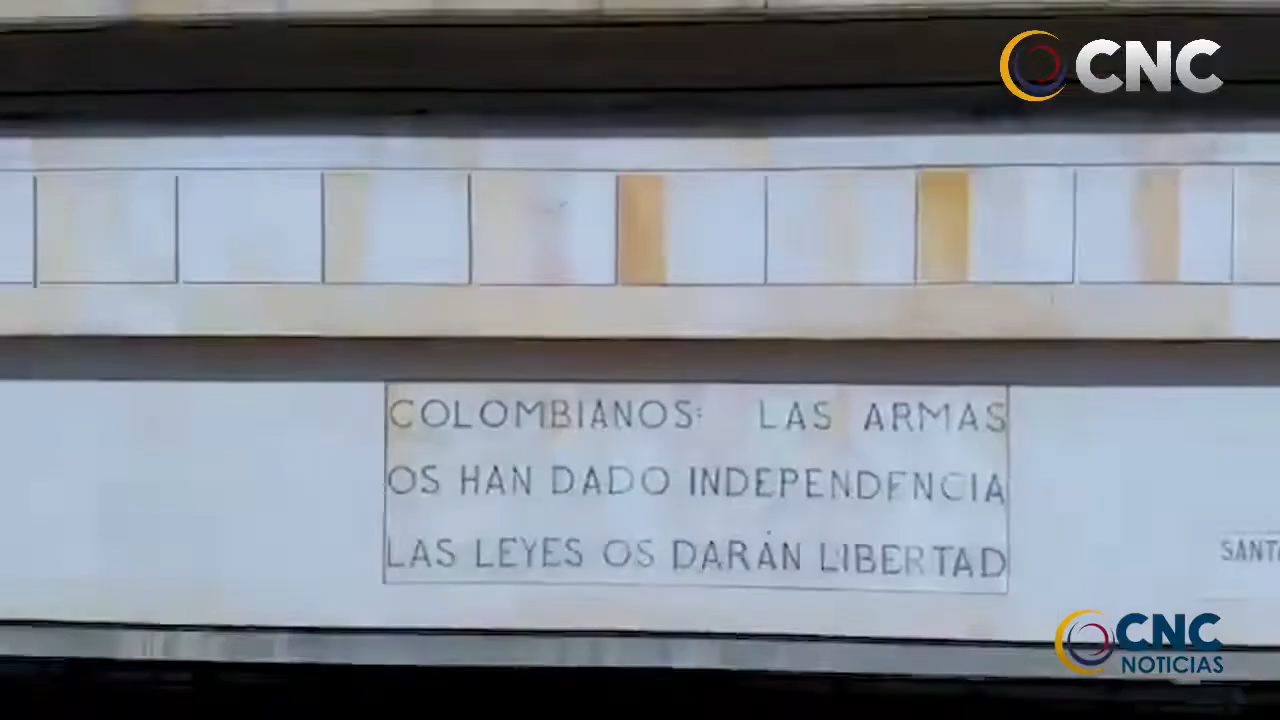 CNC
COLOMBIANOS: LAS ARMAS
OS HAN DADO INDEPENDENCIA
LAS LEYES OS DARÁN LIBERTAD
CNC
NOTICIAS